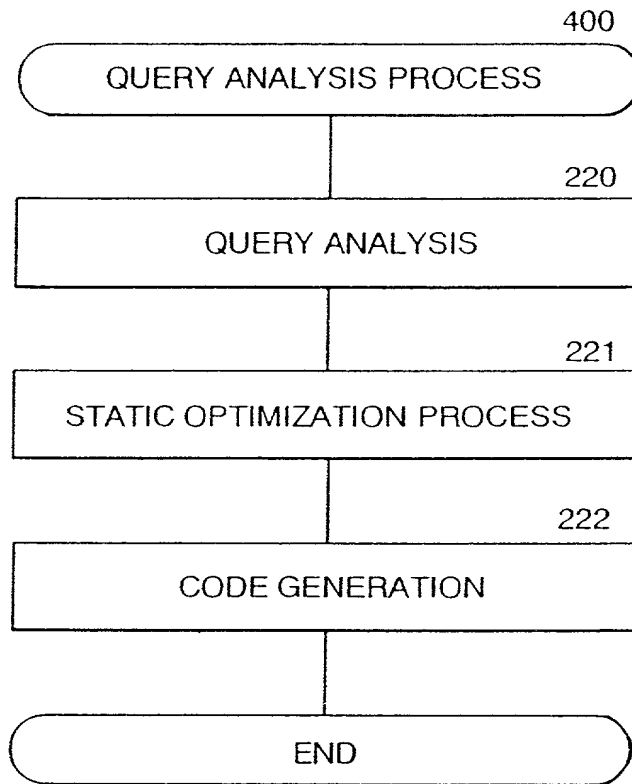 400
QUERY ANALYSIS PROCESS
220
QUERY ANALYSIS
221
STATIC OPTIMIZATION PROCESS
222
CODE GENERATION
END